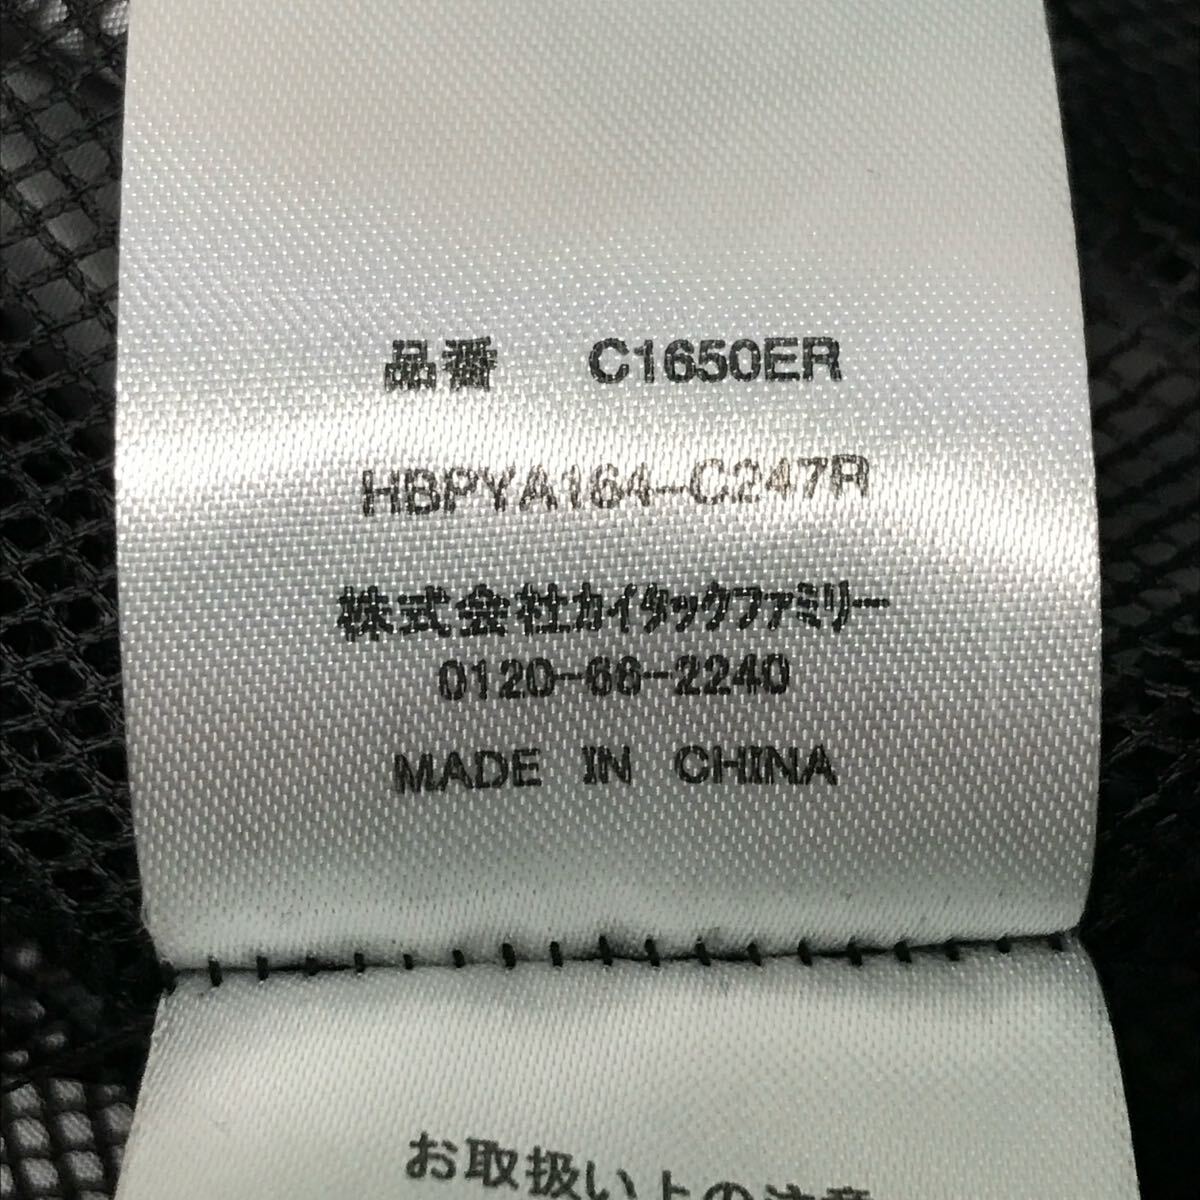 品番 C1650ER
HBPYA164-C247R
株式会社カイタックファミリー
0120-66-2240
MADE IN CHINA
お取扱い上の注意